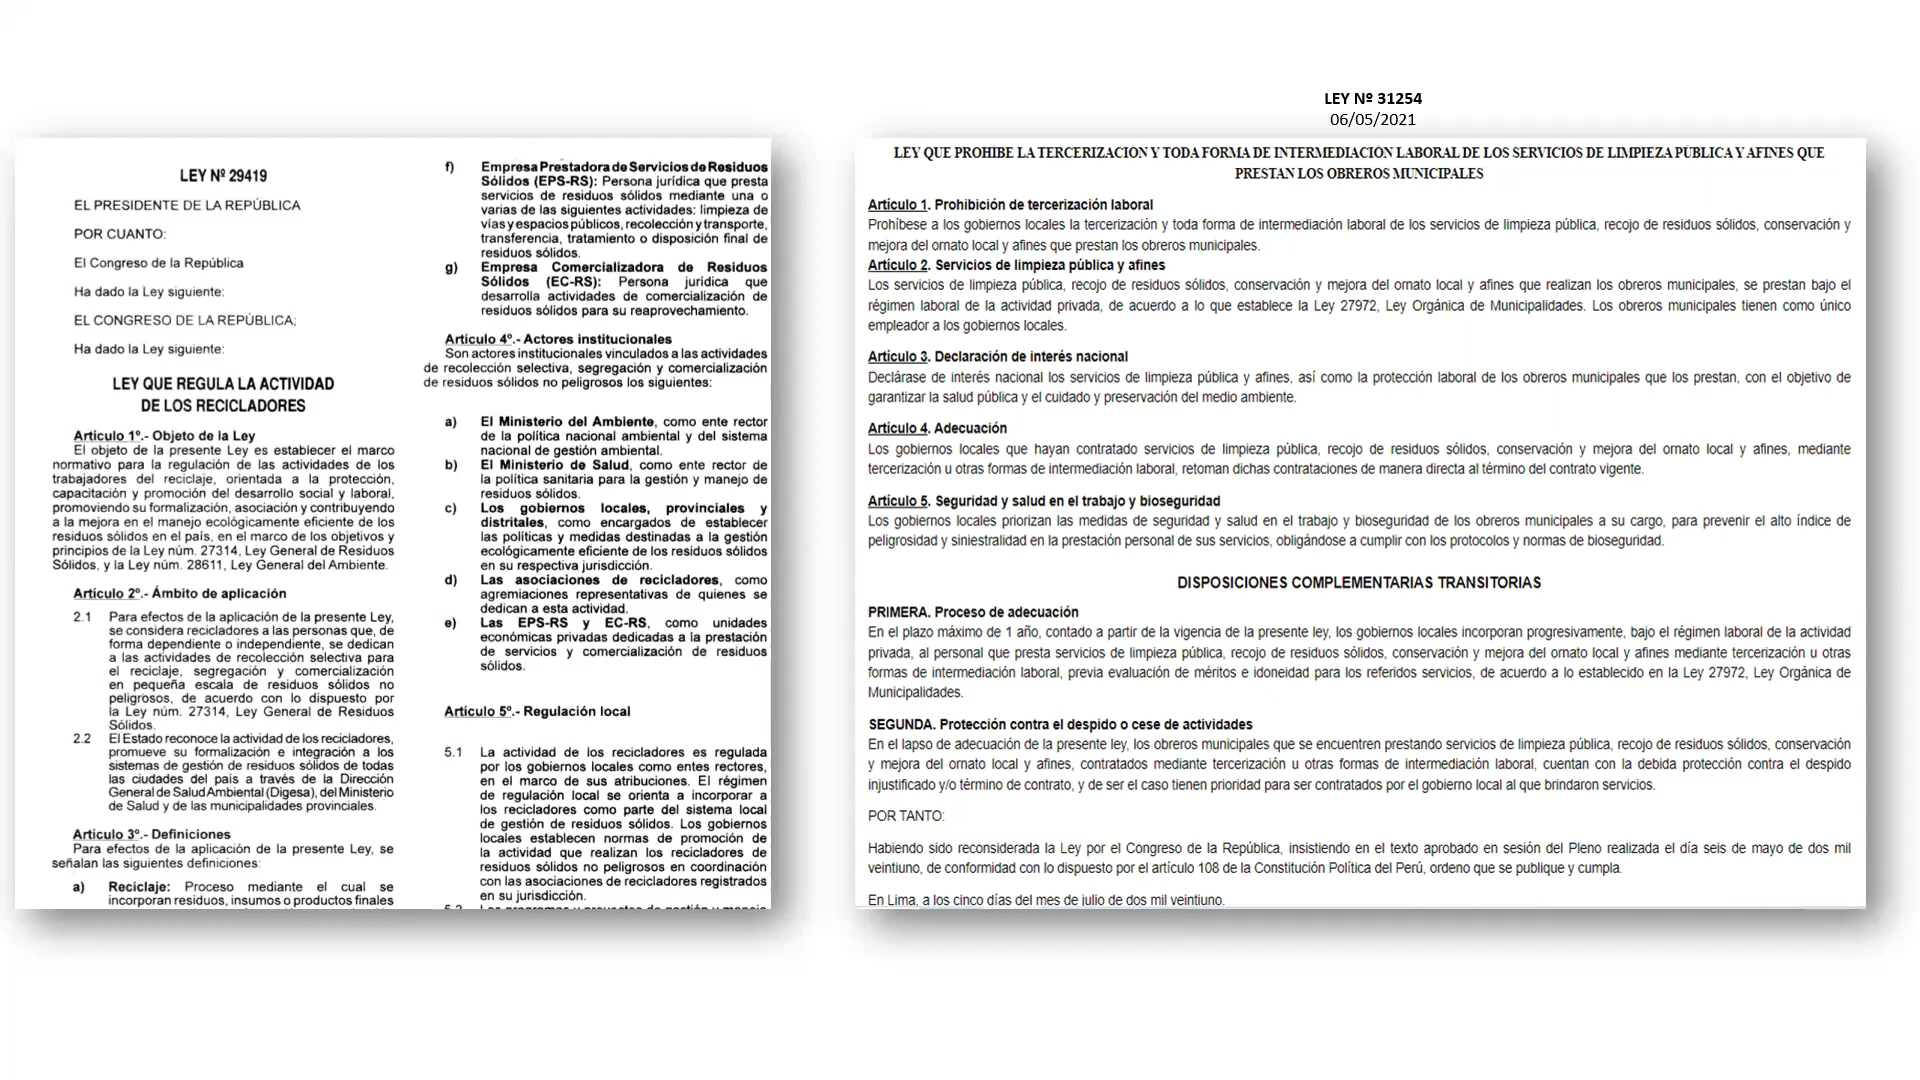 LEY Nº 29419
EL PRESIDENTE DE LA REPÚBLICA
POR CUANTO:
El Congreso de la República
Ha dado la Ley siguiente:
EL CONGRESO DE LA REPÚBLICA;
Ha dado la Ley siguiente:
LEY QUE REGULA LA ACTIVIDAD
DE LOS RECICLADORES
Artículo 1º.- Objeto de la Ley
El objeto de la presente Ley es establecer el marco
normativo para la regulación de las actividades de los
trabajadores del reciclaje, orientada a la protección,
capacitación y promoción del desarrollo social y laboral,
promoviendo su formalización, asociación y contribuyendo
a la mejora en el manejo ecológicamente eficiente de los
residuos sólidos en el país, en el marco de los objetivos y
principios de la Ley núm. 27314, Ley General de Residuos
Sólidos, y la Ley núm. 28611, Ley General del Ambiente.
Artículo 2º.- Ámbito de aplicación
2.1 Para efectos de la aplicación de la presente Ley,
se considera recicladores a las personas que, de
forma dependiente o independiente, se dedican
a las actividades de recolección selectiva para
el reciclaje, segregación y comercialización
en pequeña escala de residuos sólidos no
peligrosos, de acuerdo con lo dispuesto por
la Ley núm. 27314, Ley General de Residuos
Sólidos.
2.2 El Estado reconoce la actividad de los recicladores,
promueve su formalización e integración a los
sistemas de gestión de residuos sólidos de todas
las ciudades del país a través de la Dirección
General de Salud Ambiental (Digesa), del Ministerio
de Salud y de las municipalidades provinciales.
Artículo 3º.- Definiciones
Para efectos de la aplicación de la presente Ley, se
señalan las siguientes definiciones:
a) Reciclaje: Proceso mediante el cual se
incorporan residuos, insumos o productos finales
f) Empresa Prestadora de Servicios de Residuos
Sólidos (EPS-RS): Persona jurídica que presta
servicios de residuos sólidos mediante una o
varias de las siguientes actividades: limpieza de
vías y espacios públicos, recolección y transporte,
transferencia, tratamiento o disposición final de
residuos sólidos.
g) Empresa Comercializadora de Residuos
Sólidos (EC-RS): Persona jurídica que
desarrolla actividades de comercialización de
residuos sólidos para su reaprovechamiento.
Artículo 4º.- Actores institucionales
Son actores institucionales vinculados a las actividades
de recolección selectiva, segregación y comercialización
de residuos sólidos no peligrosos los siguientes:
a) El Ministerio del Ambiente, como ente rector
de la política nacional ambiental y del sistema
nacional de gestión ambiental.
b) El Ministerio de Salud, como ente rector de
la política sanitaria para la gestión y manejo de
residuos sólidos.
c) Los gobiernos locales, provinciales y
distritales, como encargados de establecer
las políticas y medidas destinadas a la gestión
ecológicamente eficiente de los residuos sólidos
en su respectiva jurisdicción.
d) Las asociaciones de recicladores, como
agremiaciones representativas de quienes se
dedican a esta actividad.
e) Las EPS-RS y EC-RS, como unidades
económicas privadas dedicadas a la prestación
de servicios y comercialización de residuos
sólidos.
Artículo 5º.- Regulación local
5.1 La actividad de los recicladores es regulada
por los gobiernos locales como entes rectores,
en el marco de sus atribuciones. El régimen
de regulación local se orienta a incorporar a
los recicladores como parte del sistema local
de gestión de residuos sólidos. Los gobiernos
locales establecen normas de promoción de
la actividad que realizan los recicladores de
residuos sólidos no peligrosos en coordinación
con las asociaciones de recicladores registrados
en su jurisdicción.
LEY Nº 31254
06/05/2021
LEY QUE PROHÍBE LA TERCERIZACIÓN Y TODA FORMA DE INTERMEDIACIÓN LABORAL DE LOS SERVICIOS DE LIMPIEZA PÚBLICA Y AFINES QUE
PRESTAN LOS OBREROS MUNICIPALES
Artículo 1. Prohibición de tercerización laboral
Prohíbese a los gobiernos locales la tercerización y toda forma de intermediación laboral de los servicios de limpieza pública, recojo de residuos sólidos, conservación y
mejora del ornato local y afines que prestan los obreros municipales.
Artículo 2. Servicios de limpieza pública y afines
Los servicios de limpieza pública, recojo de residuos sólidos, conservación y mejora del ornato local y afines que realizan los obreros municipales, se prestan bajo el
régimen laboral de la actividad privada, de acuerdo a lo que establece la Ley 27972, Ley Orgánica de Municipalidades. Los obreros municipales tienen como único
empleador a los gobiernos locales.
Artículo 3. Declaración de interés nacional
Declárase de interés nacional los servicios de limpieza pública y afines, así como la protección laboral de los obreros municipales que los prestan, con el objetivo de
garantizar la salud pública y el cuidado y preservación del medio ambiente.
Artículo 4. Adecuación
Los gobiernos locales que hayan contratado servicios de limpieza pública, recojo de residuos sólidos, conservación y mejora del ornato local y afines, mediante
tercerización u otras formas de intermediación laboral, retoman dichas contrataciones de manera directa al término del contrato vigente.
Artículo 5. Seguridad y salud en el trabajo y bioseguridad
Los gobiernos locales priorizan las medidas de seguridad y salud en el trabajo y bioseguridad de los obreros municipales a su cargo, para prevenir el alto índice de
peligrosidad y siniestralidad en la prestación personal de sus servicios, obligándose a cumplir con los protocolos y normas de bioseguridad.
DISPOSICIONES COMPLEMENTARIAS TRANSITORIAS
PRIMERA. Proceso de adecuación
En el plazo máximo de 1 año, contado a partir de la vigencia de la presente ley, los gobiernos locales incorporan progresivamente, bajo el régimen laboral de la actividad
privada, al personal que presta servicios de limpieza pública, recojo de residuos sólidos, conservación y mejora del ornato local y afines mediante tercerización u otras
formas de intermediación laboral, previa evaluación de méritos e idoneidad para los referidos servicios, de acuerdo a lo establecido en la Ley 27972, Ley Orgánica de
Municipalidades.
SEGUNDA. Protección contra el despido o cese de actividades
En el lapso de adecuación de la presente ley, los obreros municipales que se encuentren prestando servicios de limpieza pública, recojo de residuos sólidos, conservación
y mejora del ornato local y afines, contratados mediante tercerización u otras formas de intermediación laboral, cuentan con la debida protección contra el despido
injustificado y/o término de contrato, y de ser el caso tienen prioridad para ser contratados por el gobierno local al que brindaron servicios.
POR TANTO:
Habiendo sido reconsiderada la Ley por el Congreso de la República, insistiendo en el texto aprobado en sesión del Pleno realizada el día seis de mayo de dos mil
veintiuno, de conformidad con lo dispuesto por el artículo 108 de la Constitución Política del Perú, ordeno que se publique y cumpla.
En Lima, a los cinco días del mes de julio de dos mil veintiuno.